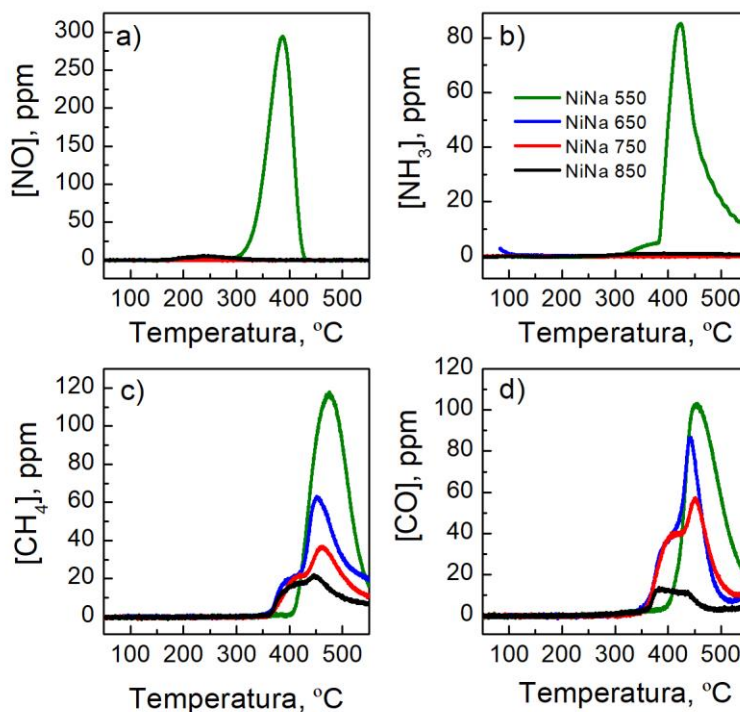 a)
300
250
200
150
100
50
0
[NO], ppm
100 200 300 400 500
Temperatura, ºC
b)
80
60
40
20
0
[NH3], ppm
NiNa 550
NiNa 650
NiNa 750
NiNa 850
100 200 300 400 500
Temperatura, ºC
c)
120
100
80
60
40
20
0
[CH4], ppm
100 200 300 400 500
Temperatura, ºC
d)
120
100
80
60
40
20
0
[CO], ppm
100 200 300 400 500
Temperatura, ºC